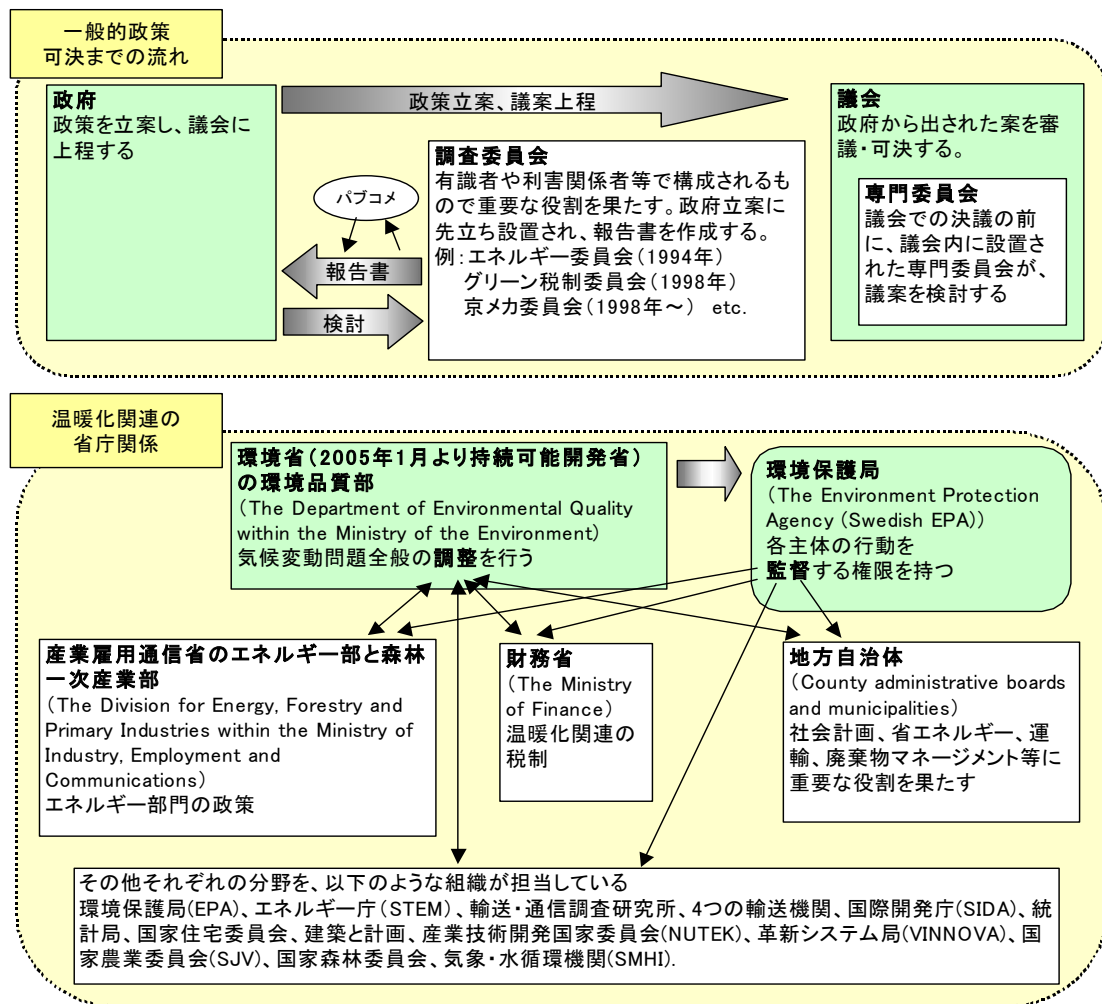 一般的政策
可決までの流れ
政府
政策を立案し、議会に
上程する
政策立案、議案上程
議会
政府から出された案を審
議・可決する。
専門委員会
議会での決議の前
に、議会内に設置さ
れた専門委員会が、
議案を検討する
調査委員会
有識者や利害関係者等で構成されるも
ので重要な役割を果たす。政府立案に
先立ち設置され、報告書を作成する。
例：エネルギー委員会（1994年）
グリーン税制委員会（1998年）
京メカ委員会（1998年～） etc.
パブコメ
報告書
検討
温暖化関連の
省庁関係
環境省（2005年1月より持続可能開発省）
の環境品質部
（The Department of Environmental Quality
within the Ministry of the Environment）
気候変動問題全般の調整を行う
環境保護局
（The Environment Protection
Agency (Swedish EPA)）
各主体の行動を
監督する権限を持つ
産業雇用通信省のエネルギー部と森林
一次産業部
（The Division for Energy, Forestry and
Primary Industries within the Ministry of
Industry, Employment and
Communications）
エネルギー部門の政策
財務省
（The Ministry
of Finance）
温暖化関連の
税制
地方自治体
（County administrative boards
and municipalities）
社会計画、省エネルギー、運
輸、廃棄物マネージメント等に
重要な役割を果たす
その他それぞれの分野を、以下のような組織が担当している
環境保護局(EPA)、エネルギー庁(STEM)、輸送・通信調査研究所、4つの輸送機関、国際開発庁(SIDA)、統
計局、国家住宅委員会、建築と計画、産業技術開発国家委員会(NUTEK)、革新システム局(VINNOVA)、国
家農業委員会(SJV)、国家森林委員会、気象・水循環機関(SMHI).